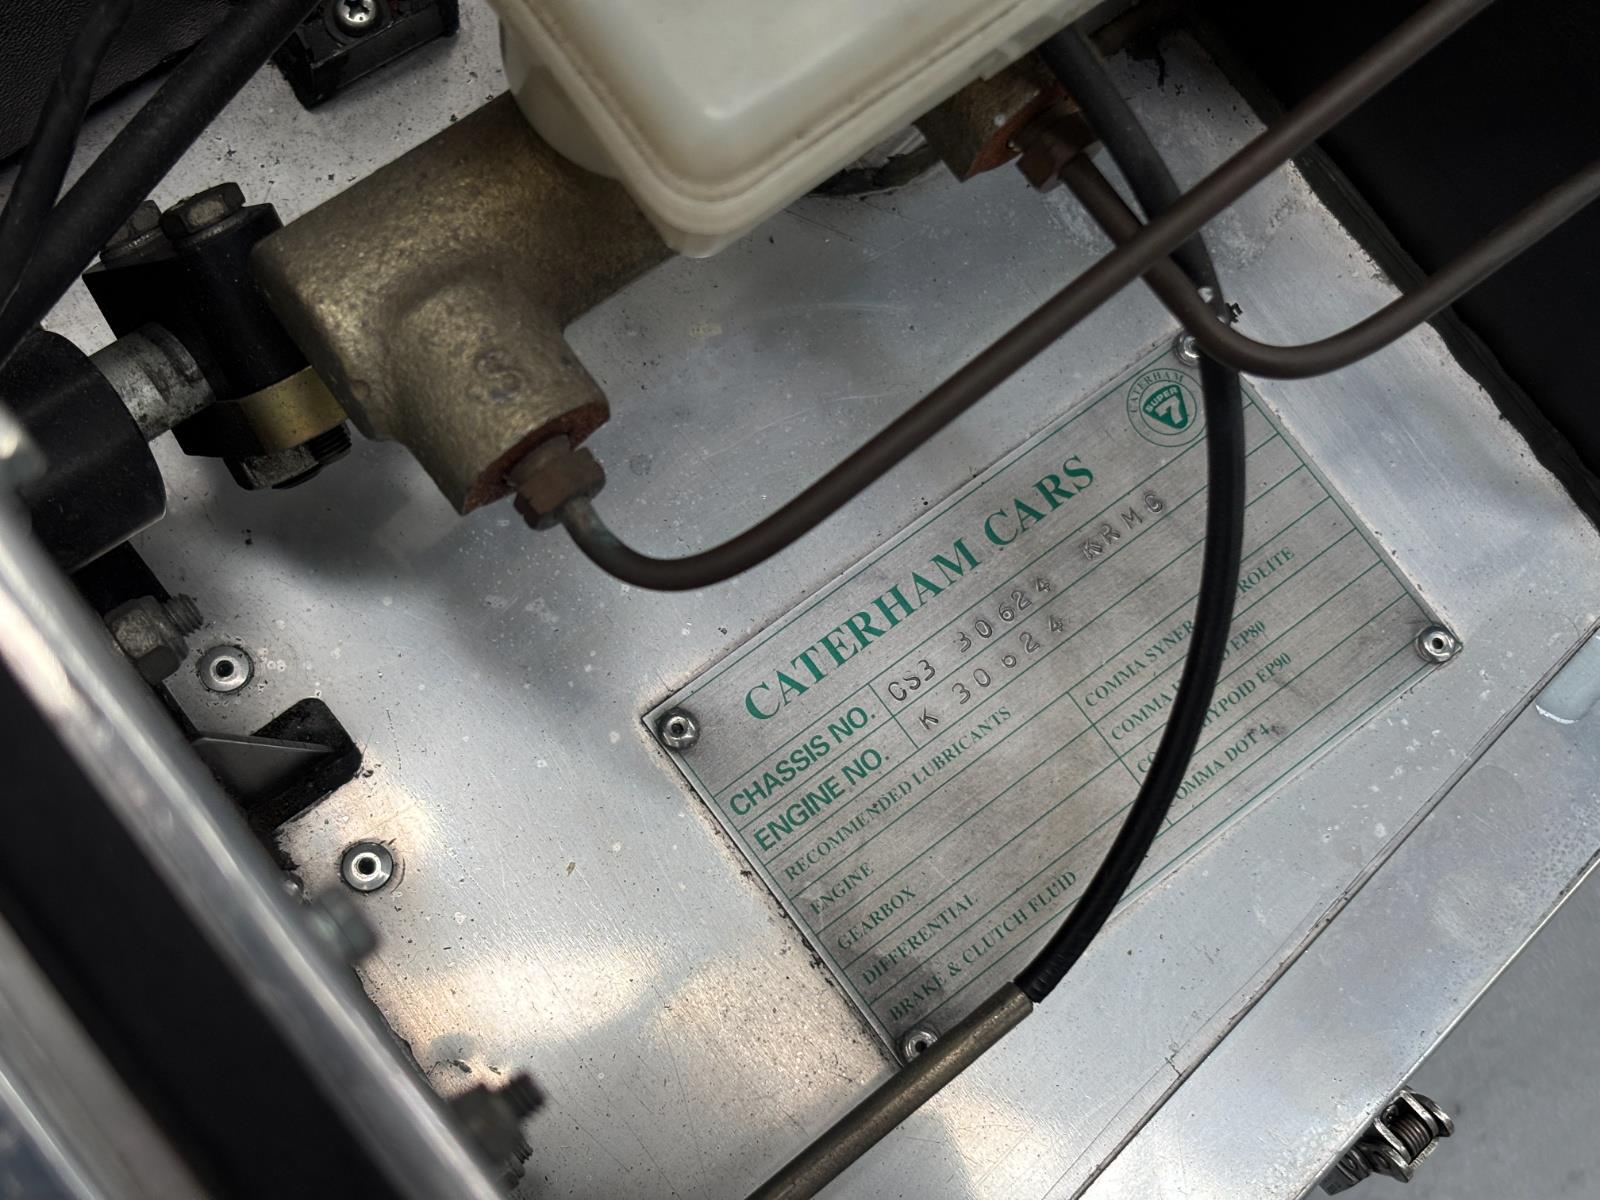 CATERHAM
SUPER
7
CATERHAM CARS
CHASSIS NO. CS3 30624 KRMC
ENGINE NO. K 30624
RECOMMENDED LUBRICANTS
ENGINE COMMA
GEARBOX COMMA EP80
DIFFERENTIAL HYPOID EP90
BRAKE & CLUTCH FLUID COMMA DOT 4